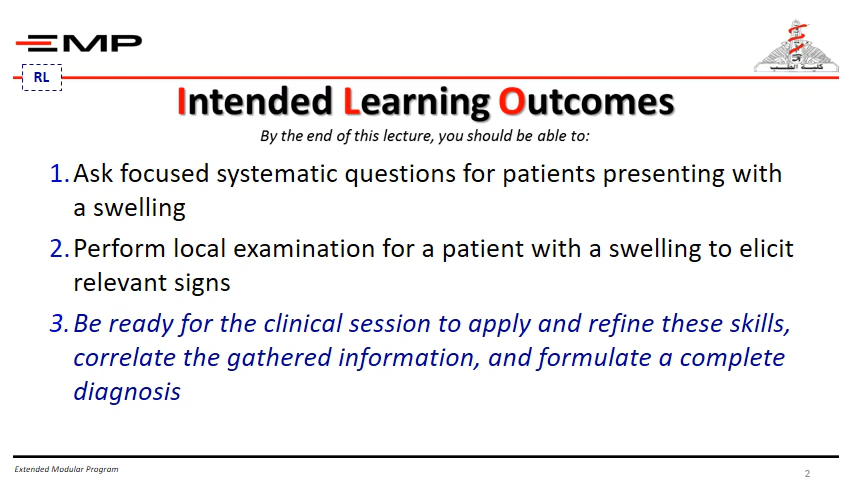 EMP
كلية الطب
RL
Intended Learning Outcomes
By the end of this lecture, you should be able to:
1. Ask focused systematic questions for patients presenting with
a swelling
2. Perform local examination for a patient with a swelling to elicit
relevant signs
3. Be ready for the clinical session to apply and refine these skills,
correlate the gathered information, and formulate a complete
diagnosis
Extended Modular Program
2